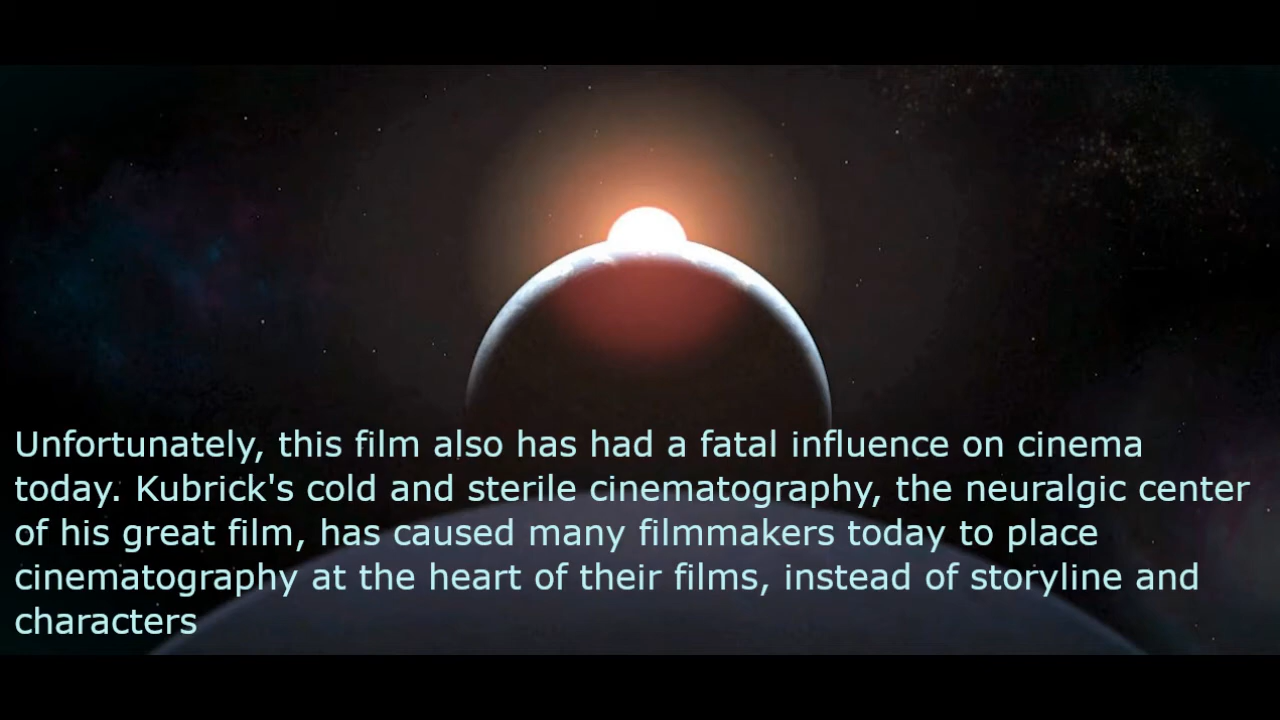 Unfortunately, this film also has had a fatal influence on cinema
today. Kubrick's cold and sterile cinematography, the neuralgic center
of his great film, has caused many filmmakers today to place
cinematography at the heart of their films, instead of storyline and
characters